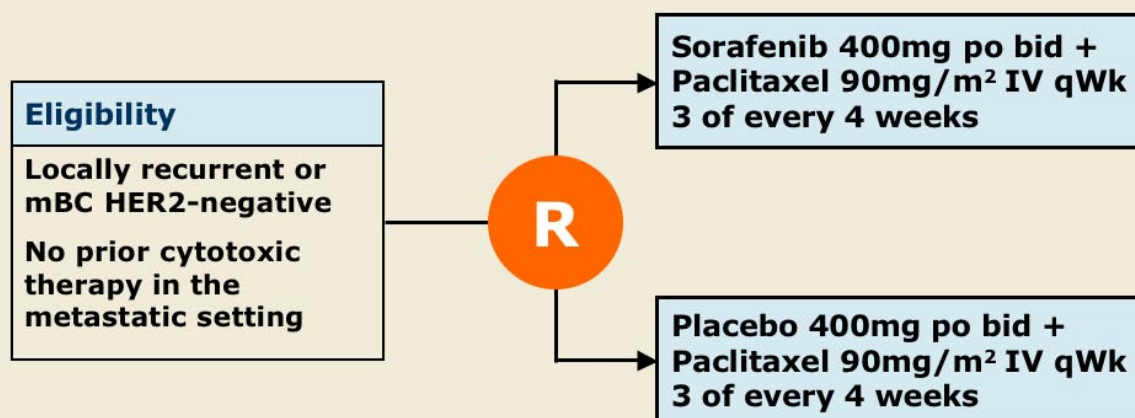 Eligibility
Locally recurrent or
mBC HER2-negative
No prior cytotoxic
therapy in the
metastatic setting
R
Sorafenib 400mg po bid +
Paclitaxel 90mg/m² IV qWk
3 of every 4 weeks
Placebo 400mg po bid +
Paclitaxel 90mg/m² IV qWk
3 of every 4 weeks